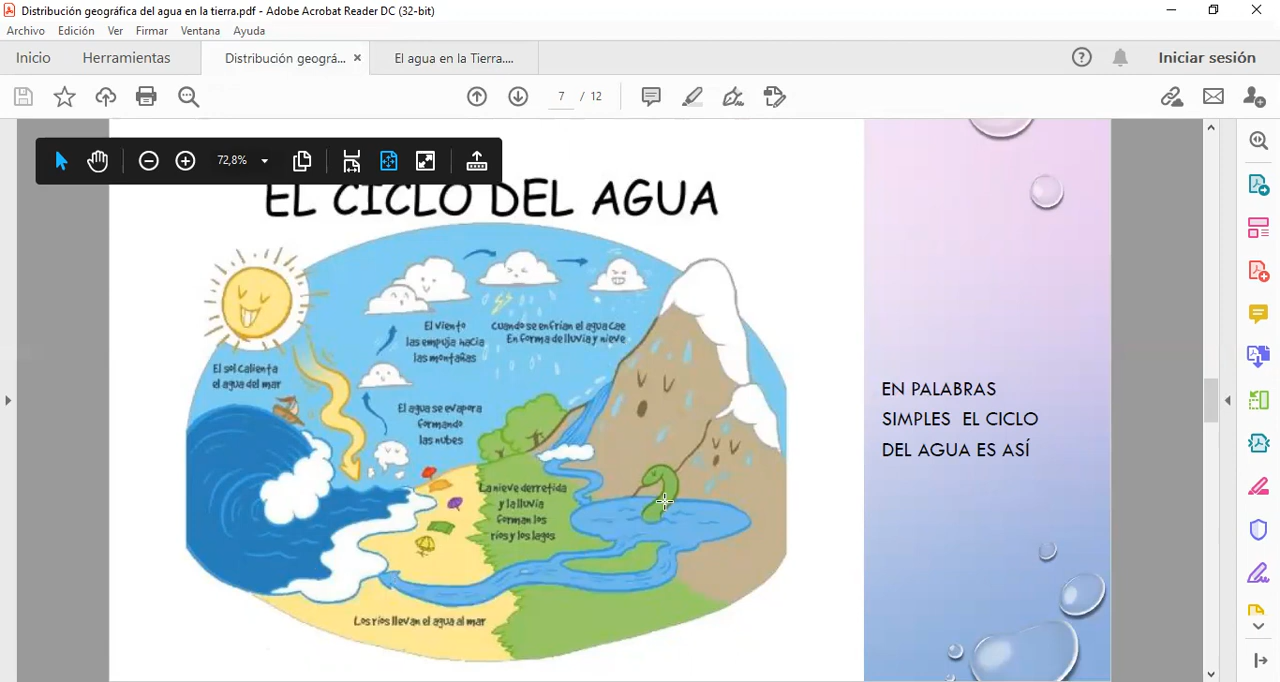 Distribución geográfica del agua en la tierra.pdf - Adobe Acrobat Reader DC (32-bit)
Archivo Edición Ver Firmar Ventana Ayuda
Inicio Herramientas Distribución geográ... El agua en la Tierra.... Iniciar sesión
7 / 12
72,8%
EL CICLO DEL AGUA
El viento
las empuja hacia
las montañas
Cuando se enfrían el agua cae
En forma de lluvia y nieve
El sol calienta
el agua del mar
El agua se evapora
formando
las nubes
La nieve derretida
y la lluvia
forman los
ríos y los lagos
Los ríos llevan el agua al mar
EN PALABRAS
SIMPLES EL CICLO
DEL AGUA ES ASÍ